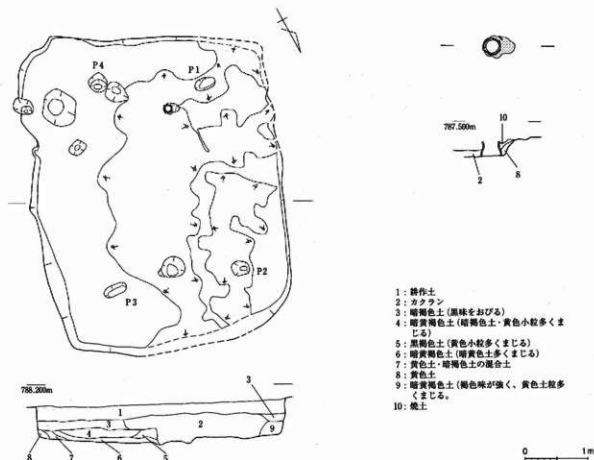 P4
P1
P2
P3
10
787.500m
2
8
788.200m
3
1
3
2
4
9
8
7
6
5
1：耕作土
2：カクラン
3：暗褐色土（黒味をおびる）
4：暗黄褐色土（暗褐色土・黄色小粒多くま
じる）
5：黒褐色土（黄色小粒多くまじる）
6：暗黄褐色土（暗黄色土多くまじる）
7：黄色土・暗褐色土の混合土
8：黄色土
9：暗黄褐色土（褐色味が強く、黄色土粒多
くまじる。
10：焼土
0
1m